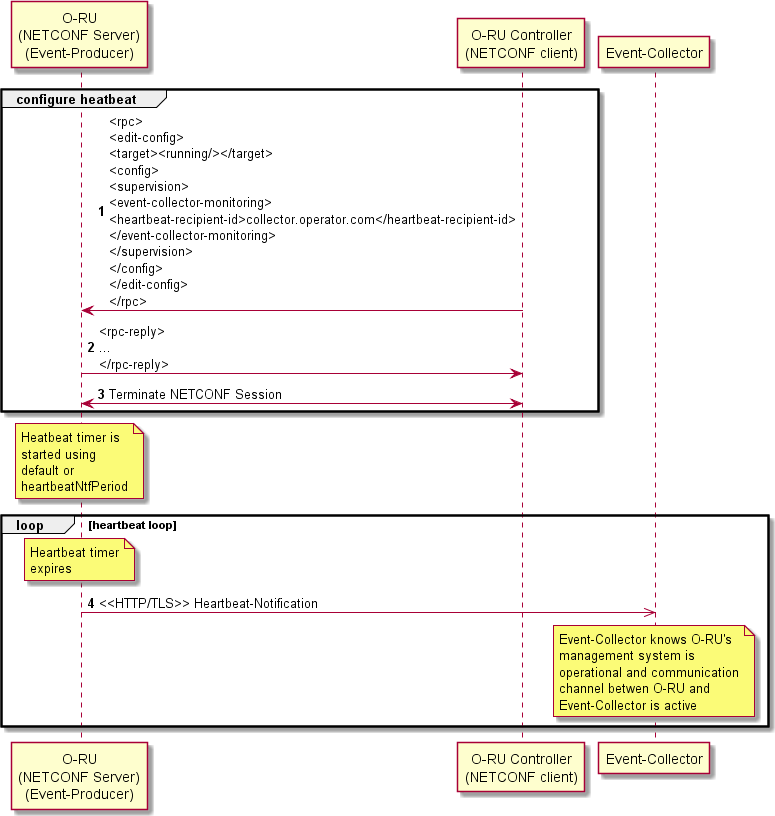 O-RU
(NETCONF Server)
(Event-Producer)
O-RU Controller
(NETCONF client)
Event-Collector
configure heatbeat
<rpc>
<edit-config>
<target><running/></target>
<config>
<supervision>
<event-collector-monitoring>
1 <heartbeat-recipient-id>collector.operator.com</heartbeat-recipient-id>
</event-collector-monitoring>
</supervision>
</config>
</edit-config>
</rpc>
<rpc-reply>
2 ...
</rpc-reply>
3 Terminate NETCONF Session
Heatbeat timer is
started using
default or
heartbeatNtfPeriod
loop [heartbeat loop]
Heartbeat timer
expires
4 <<HTTP/TLS>> Heartbeat-Notification
Event-Collector knows O-RU's
management system is
operational and communication
channel betwen O-RU and
Event-Collector is active
O-RU
(NETCONF Server)
(Event-Producer)
O-RU Controller
(NETCONF client)
Event-Collector